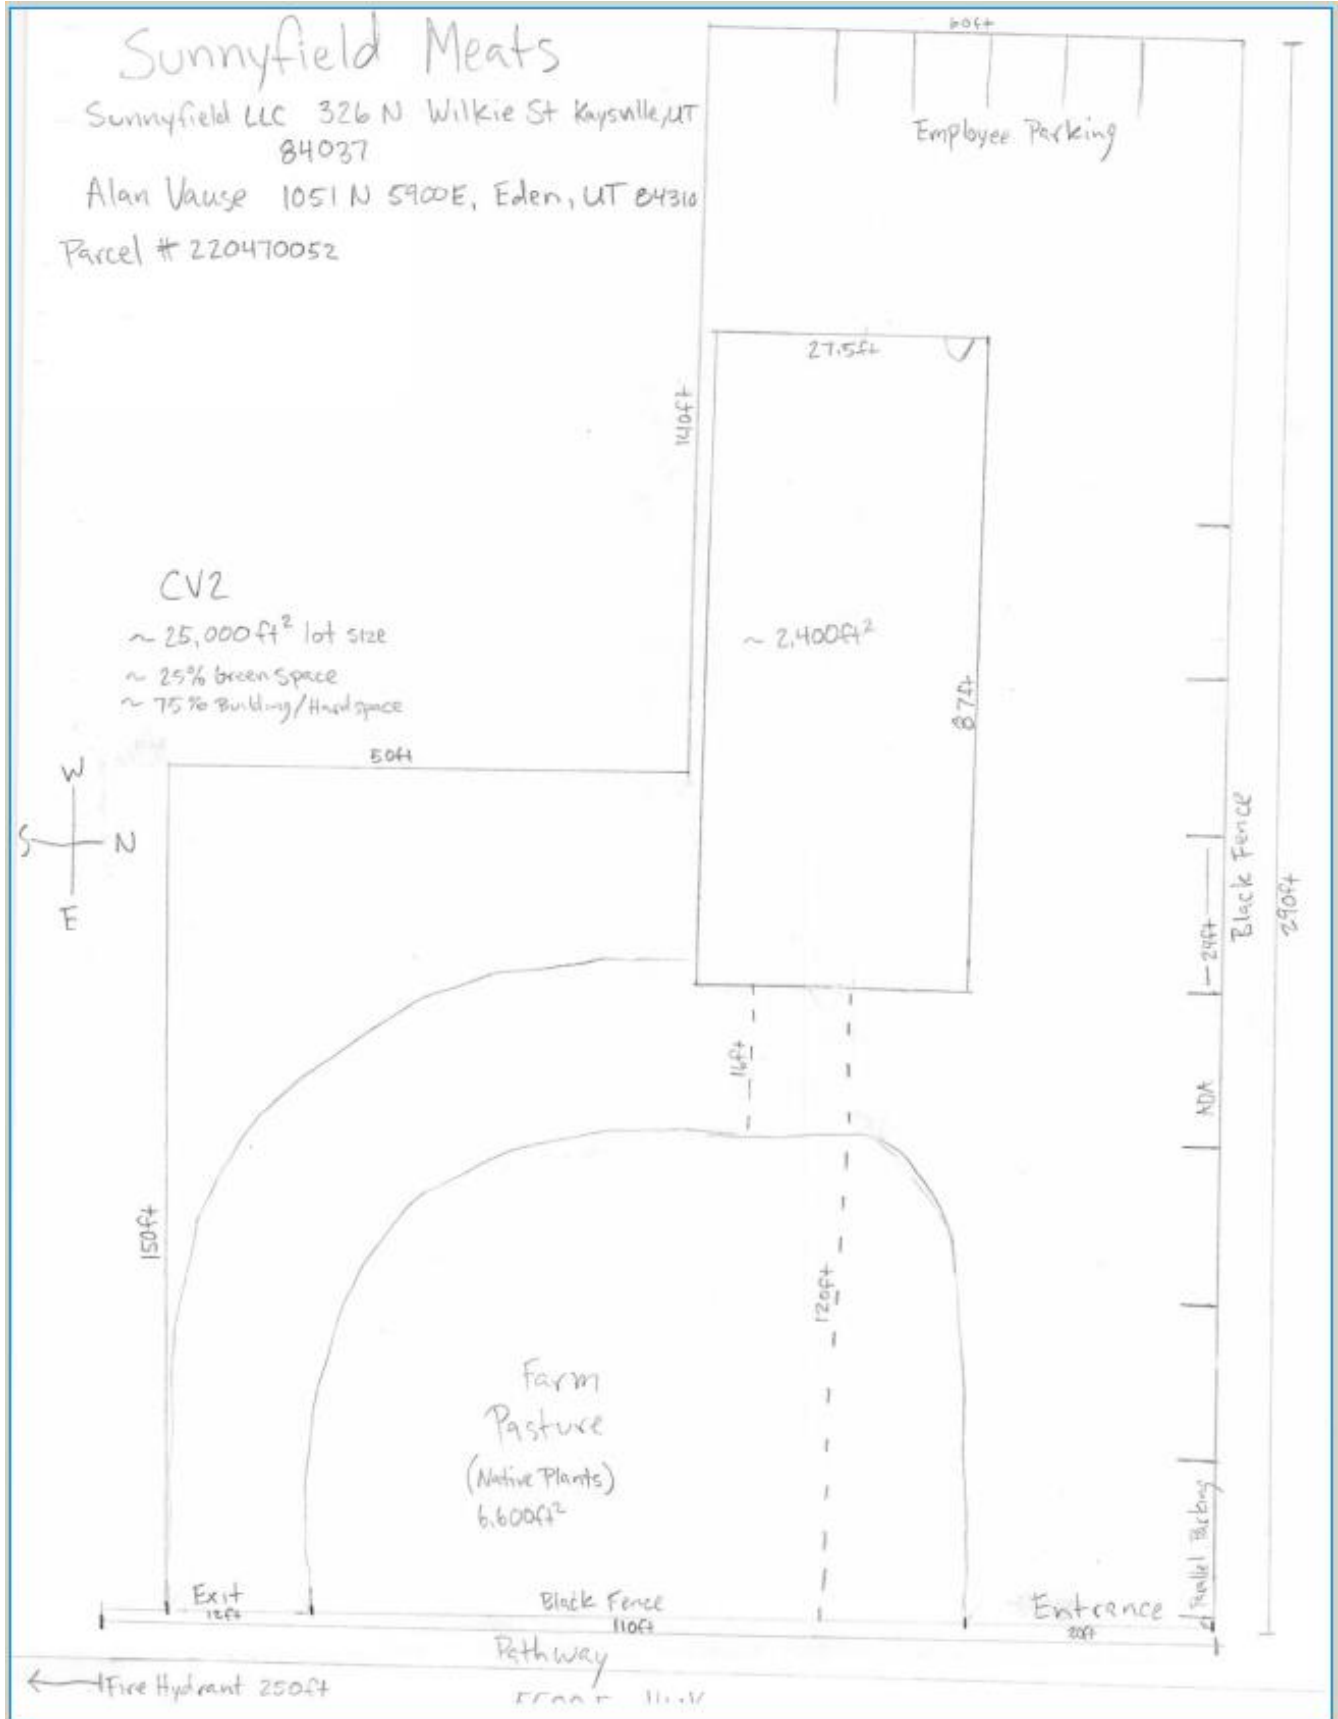 Sunnyfield Meats
Sunnyfield LLC 326 N Wilkie St Kaysville, UT
84037
Alan Vause 1051 N 5900E, Eden, UT 84310
Parcel # 220470052
60ft
Employee Parking
27.5ft
140ft
CV2
~ 25,000 ft² lot size
~ 25% Green Space
~ 75% Building/Hardspace
~ 2,400ft²
87ft
50ft
W
S
N
E
Black Fence
290ft
24ft
16ft
ADA
150ft
120ft
Farm
Pasture
(Native Plants)
6,600ft²
Parallel Parking
Exit
12ft
Black Fence
110ft
Entrance
20ft
Pathway
Fire Hydrant 250ft